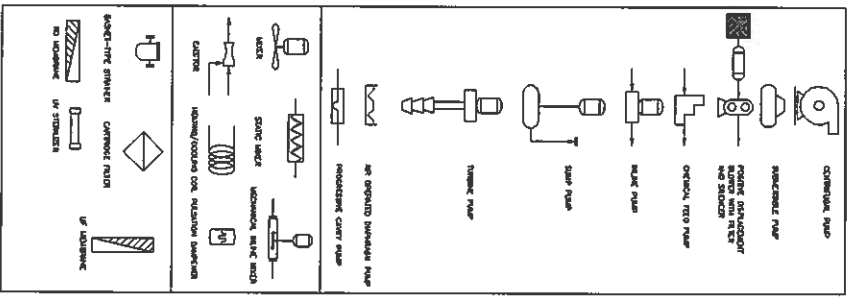 CENTRIFUGAL PUMP
SUBMERSIBLE PUMP
POSITIVE DISPLACEMENT
BLOWER WITH FILTER
AND SILENCER
CHEMICAL FEED PUMP
INLINE PUMP
SUMP PUMP
TURBINE PUMP
AIR OPERATED DIAPHRAGM PUMP
PROGRESSIVE CAVITY PUMP
MIXER
STATIC MIXER
MECHANICAL INLINE MIXER
EDUCTOR
HEATING/COOLING COIL
PULSATION DAMPENER
BASKET-TYPE STRAINER
CARTRIDGE FILTER
UF MEMBRANE
RO MEMBRANE
UV STERILIZER